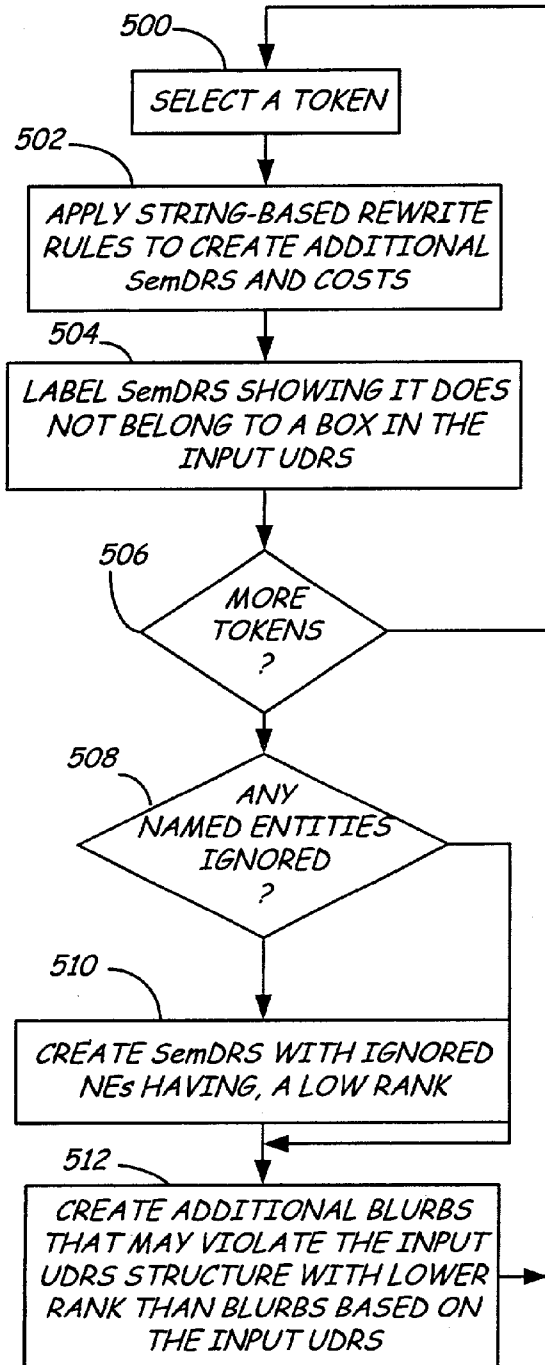 500
SELECT A TOKEN
502
APPLY STRING-BASED REWRITE
RULES TO CREATE ADDITIONAL
SemDRS AND COSTS
504
LABEL SemDRS SHOWING IT DOES
NOT BELONG TO A BOX IN THE
INPUT UDRS
506
MORE
TOKENS
?
508
ANY
NAMED ENTITIES
IGNORED
?
510
CREATE SemDRS WITH IGNORED
NEs HAVING, A LOW RANK
512
CREATE ADDITIONAL BLURBS
THAT MAY VIOLATE THE INPUT
UDRS STRUCTURE WITH LOWER
RANK THAN BLURBS BASED ON
THE INPUT UDRS